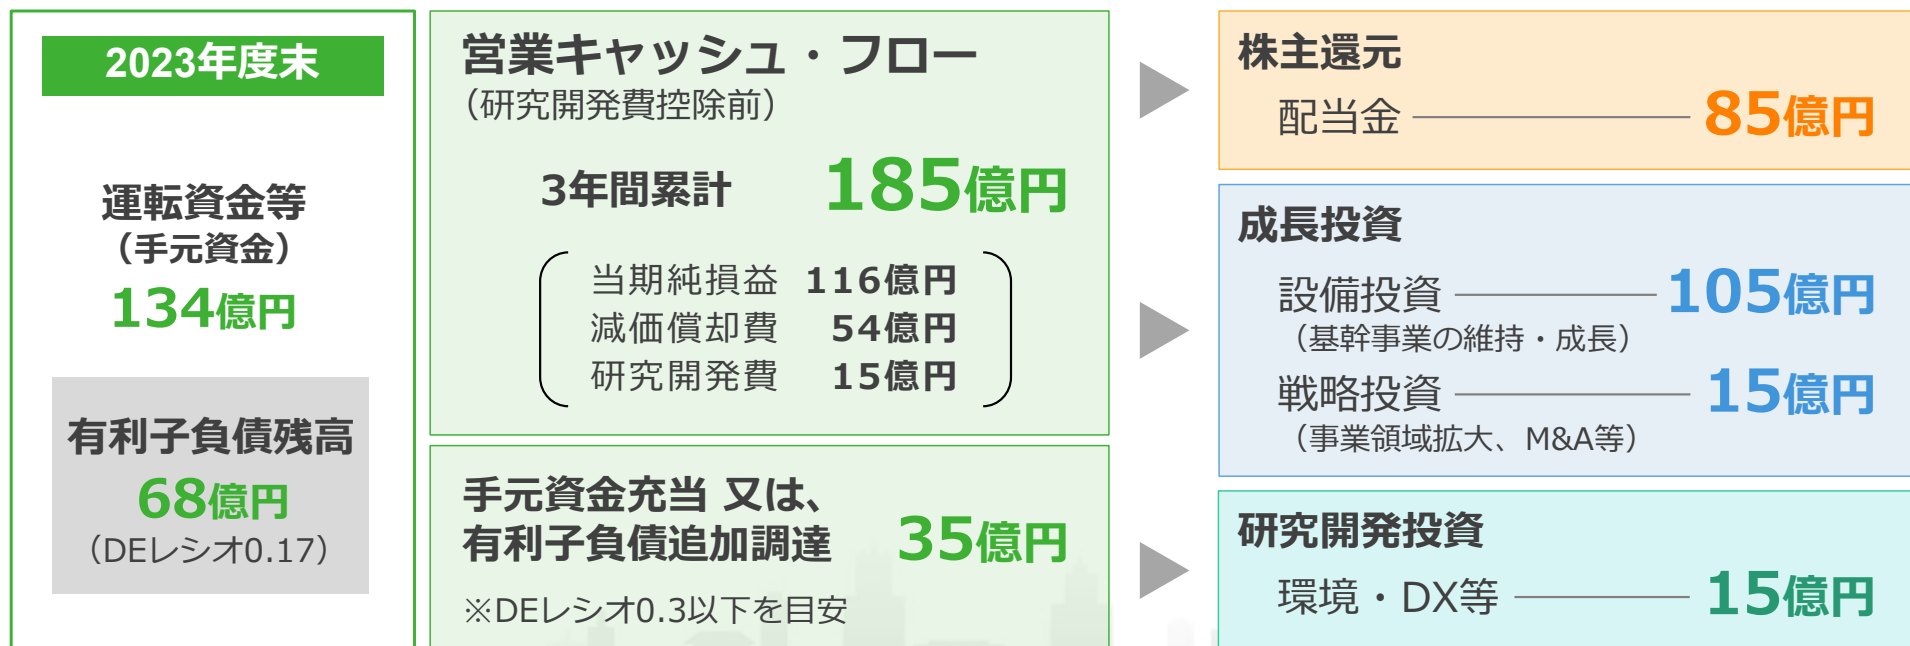 2023年度末
運転資金等
（手元資金）
134億円
有利子負債残高
68億円
（DEレシオ0.17）
営業キャッシュ・フロー
（研究開発費控除前）
3年間累計 185億円
当期純損益 116億円
減価償却費 54億円
研究開発費 15億円
手元資金充当 又は、
有利子負債追加調達 35億円
※DEレシオ0.3以下を目安
株主還元
配当金 85億円
成長投資
設備投資 105億円
（基幹事業の維持・成長）
戦略投資 15億円
（事業領域拡大、M&A等）
研究開発投資
環境・DX等 15億円